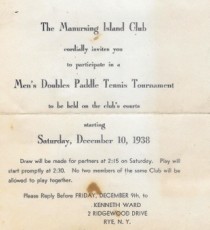 The Manursing Island Club
cordially invites you
to participate in a
Men's Doubles Paddle Tennis Tournament
to be held on the club's courts
starting
Saturday, December 10, 1938
Draw will be made for partners at 2:15 on Saturday. Play will
start promptly at 2:30. No two members of the same Club will be
allowed to play together.
Please Reply Before FRIDAY, DECEMBER 9th, to
KENNETH WARD
2 RIDGEWOOD DRIVE
RYE, N. Y.